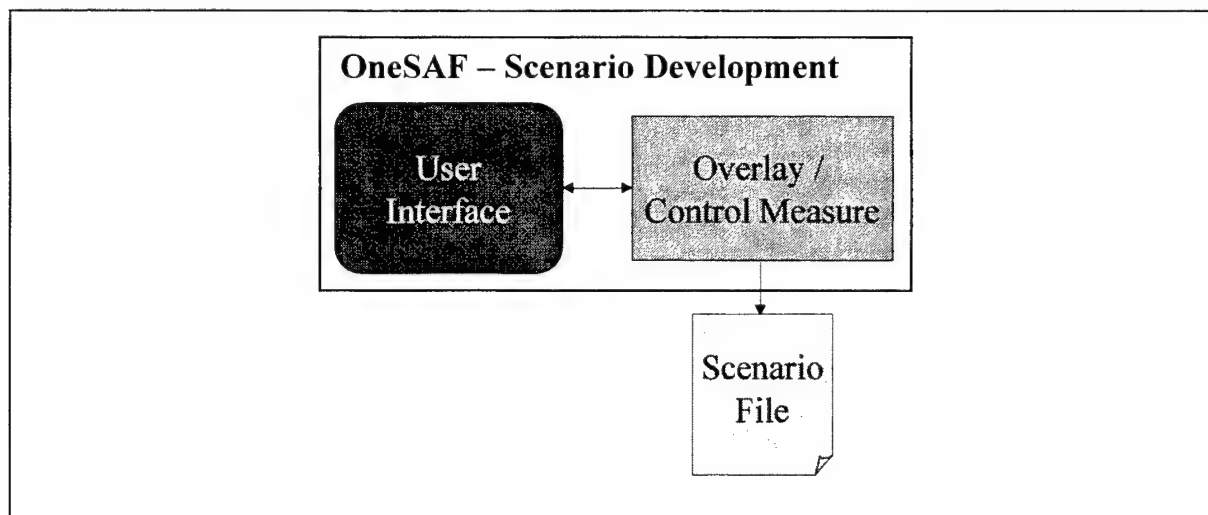 OneSAF – Scenario Development
User
Interface
Overlay /
Control Measure
Scenario
File